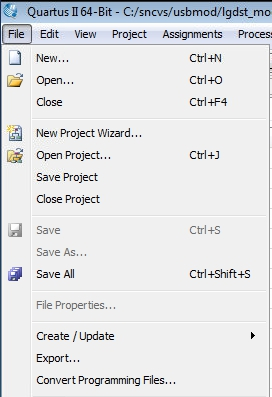 Quartus II 64-Bit - C:/sncvs/usbmod/lgdst_mo
File Edit View Project Assignments Process
New... Ctrl+N
Open... Ctrl+O
Close Ctrl+F4
New Project Wizard...
Open Project... Ctrl+J
Save Project
Close Project
Save Ctrl+S
Save As...
Save All Ctrl+Shift+S
File Properties...
Create / Update
Export...
Convert Programming Files...